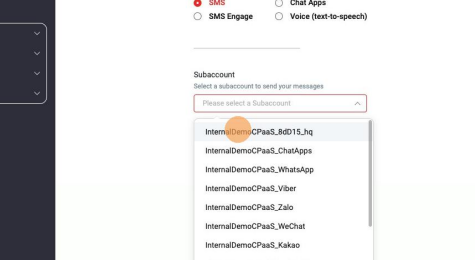 SMS
Chat Apps
SMS Engage
Voice (text-to-speech)
Subaccount
Select a subaccount to send your messages
Please select a Subaccount
InternalDemoCPaaS_8dD15_hq
InternalDemoCPaaS_ChatApps
InternalDemoCPaaS_WhatsApp
InternalDemoCPaaS_Viber
InternalDemoCPaaS_Zalo
InternalDemoCPaaS_WeChat
InternalDemoCPaaS_Kakao